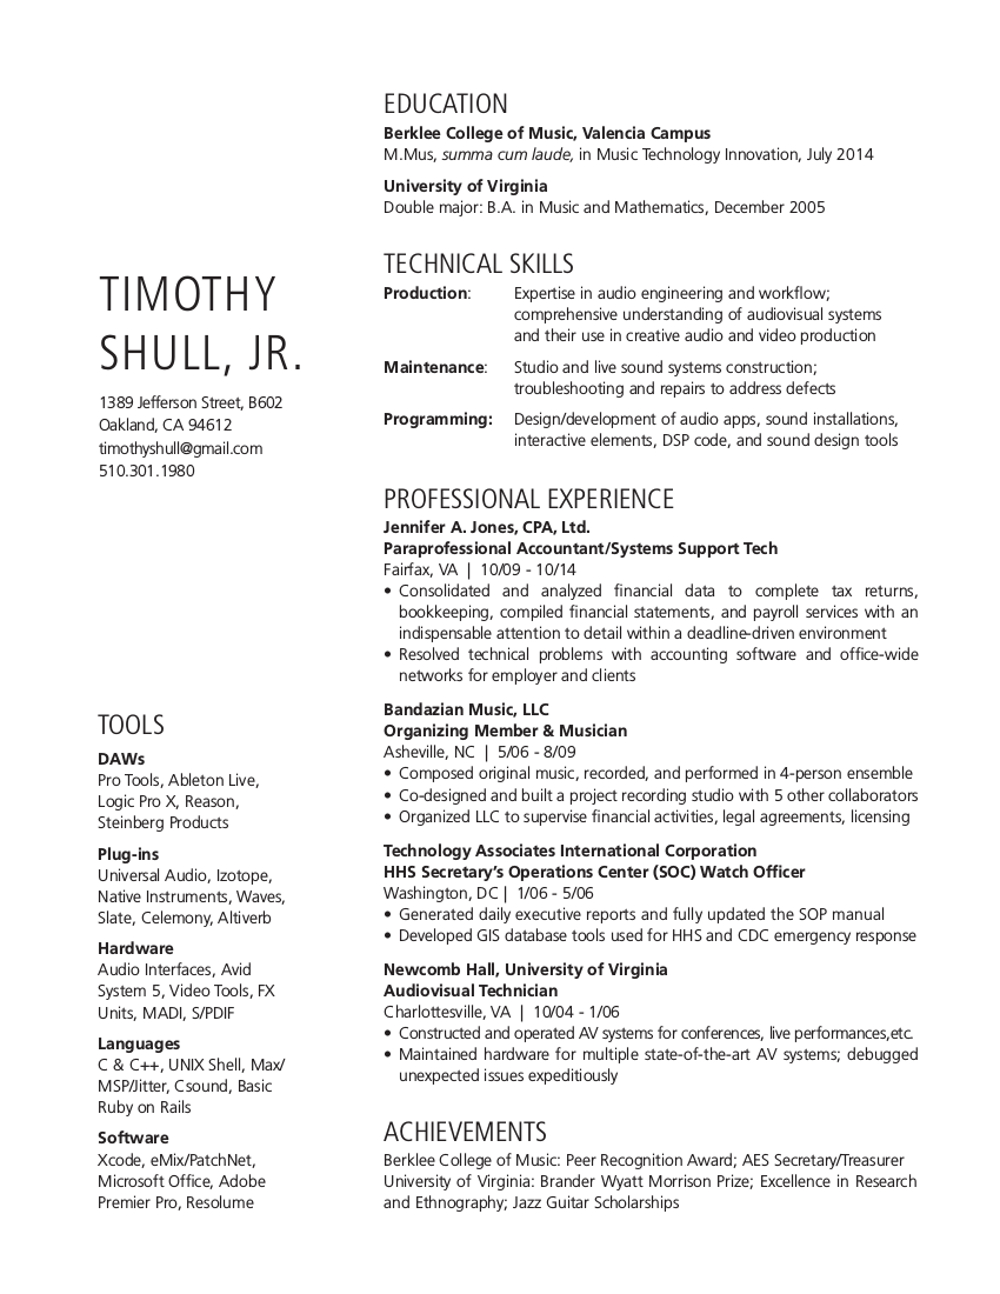 TIMOTHY
SHULL, JR.
1389 Jefferson Street, B602
Oakland, CA 94612
timothyshull@gmail.com
510.301.1980
TOOLS
DAWs
Pro Tools, Ableton Live,
Logic Pro X, Reason,
Steinberg Products
Plug-ins
Universal Audio, Izotope,
Native Instruments, Waves,
Slate, Celemony, Altiverb
Hardware
Audio Interfaces, Avid
System 5, Video Tools, FX
Units, MADI, S/PDIF
Languages
C & C++, UNIX Shell, Max/
MSP/Jitter, Csound, Basic
Ruby on Rails
Software
Xcode, eMix/PatchNet,
Microsoft Office, Adobe
Premier Pro, Resolume
EDUCATION
Berklee College of Music, Valencia Campus
M.Mus, summa cum laude, in Music Technology Innovation, July 2014
University of Virginia
Double major: B.A. in Music and Mathematics, December 2005
TECHNICAL SKILLS
Production: Expertise in audio engineering and workflow;
comprehensive understanding of audiovisual systems
and their use in creative audio and video production
Maintenance: Studio and live sound systems construction;
troubleshooting and repairs to address defects
Programming: Design/development of audio apps, sound installations,
interactive elements, DSP code, and sound design tools
PROFESSIONAL EXPERIENCE
Jennifer A. Jones, CPA, Ltd.
Paraprofessional Accountant/Systems Support Tech
Fairfax, VA | 10/09 - 10/14
• Consolidated and analyzed financial data to complete tax returns,
bookkeeping, compiled financial statements, and payroll services with an
indispensable attention to detail within a deadline-driven environment
• Resolved technical problems with accounting software and office-wide
networks for employer and clients
Bandazian Music, LLC
Organizing Member & Musician
Asheville, NC | 5/06 - 8/09
• Composed original music, recorded, and performed in 4-person ensemble
• Co-designed and built a project recording studio with 5 other collaborators
• Organized LLC to supervise financial activities, legal agreements, licensing
Technology Associates International Corporation
HHS Secretary's Operations Center (SOC) Watch Officer
Washington, DC | 1/06 - 5/06
• Generated daily executive reports and fully updated the SOP manual
• Developed GIS database tools used for HHS and CDC emergency response
Newcomb Hall, University of Virginia
Audiovisual Technician
Charlottesville, VA | 10/04 - 1/06
• Constructed and operated AV systems for conferences, live performances,etc.
• Maintained hardware for multiple state-of-the-art AV systems; debugged
unexpected issues expeditiously
ACHIEVEMENTS
Berklee College of Music: Peer Recognition Award; AES Secretary/Treasurer
University of Virginia: Brander Wyatt Morrison Prize; Excellence in Research
and Ethnography; Jazz Guitar Scholarships